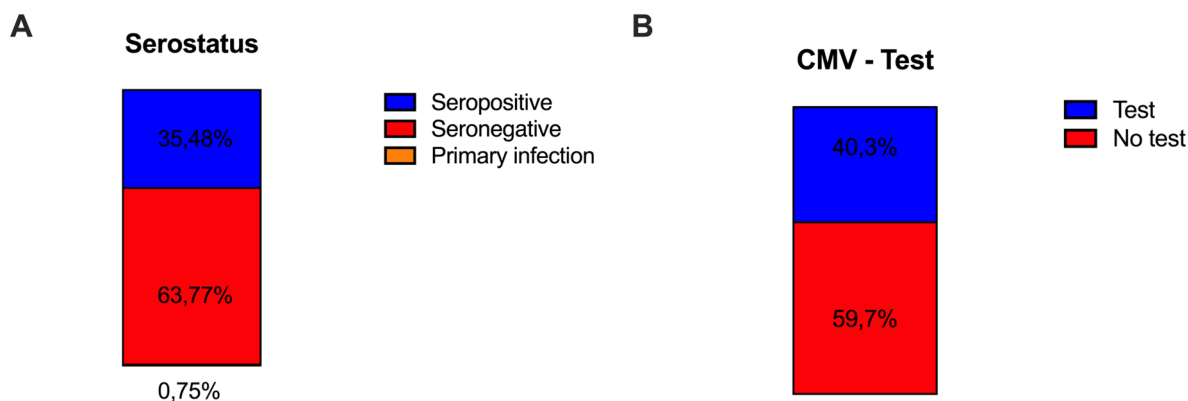 A
Serostatus
35,48%
63,77%
0,75%
Seropositive
Seronegative
Primary infection
B
CMV - Test
40,3%
59,7%
Test
No test